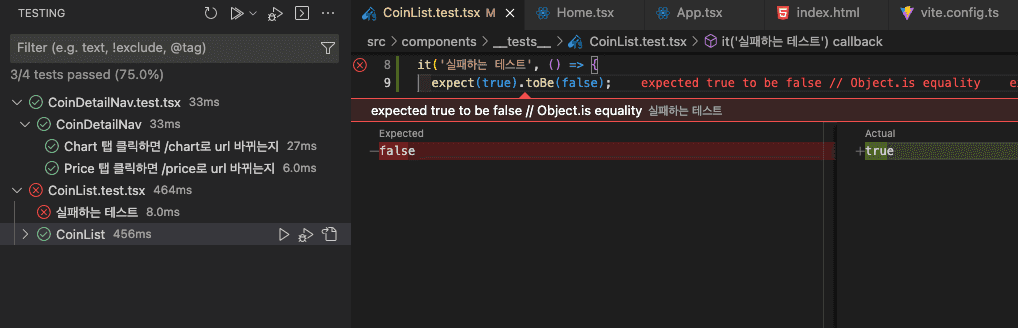 TESTING
Filter (e.g. text, !exclude, @tag)
3/4 tests passed (75.0%)
CoinDetailNav.test.tsx 33ms
CoinDetailNav 33ms
Chart 탭 클릭하면 /chart로 url 바뀌는지 27ms
Price 탭 클릭하면 /price로 url 바뀌는지 6.0ms
CoinList.test.tsx 464ms
실패하는 테스트 8.0ms
CoinList 456ms
CoinList.test.tsx M
Home.tsx
App.tsx
index.html
vite.config.ts
src > components > __tests__ > CoinList.test.tsx > it('실패하는 테스트') callback
8 it('실패하는 테스트', () => {
9 expect(true).toBe(false); expected true to be false // Object.is equality
expected true to be false // Object.is equality 실패하는 테스트
Expected
Actual
false
true